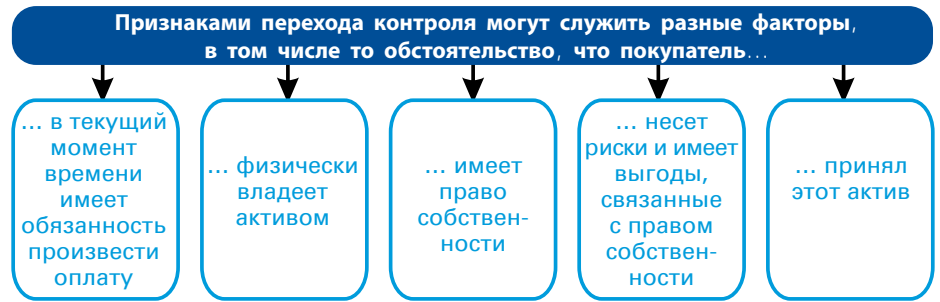 Признаками перехода контроля могут служить разные факторы,
в том числе то обстоятельство, что покупатель...
... в текущий
момент
времени
имеет
обязанность
произвести
оплату
... физически
владеет
активом
... имеет
право
собствен-
ности
... несет
риски и имеет
выгоды,
связанные
с правом
собствен-
ности
... принял
этот актив